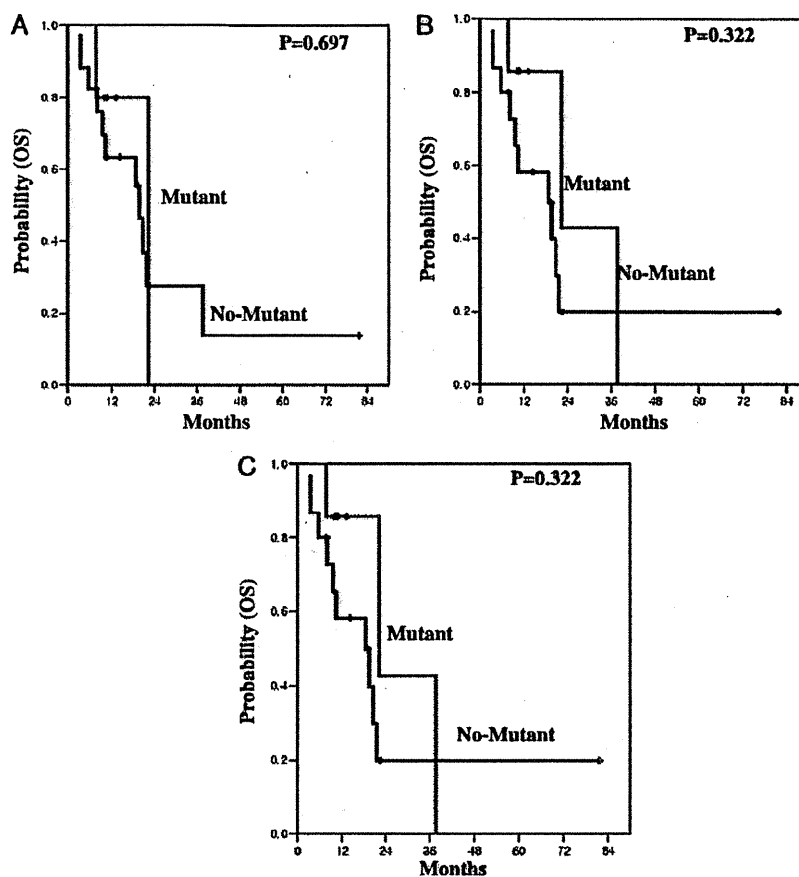 A
P=0.697
Probability (OS)
1.0
0.8
0.6
0.4
0.2
0.0
Mutant
No-Mutant
0 12 24 36 48 60 72 84
Months
B
P=0.322
Probability (OS)
1.0
0.8
0.6
0.4
0.2
0.0
Mutant
No-Mutant
0 12 24 36 48 60 72 84
Months
C
P=0.322
Probability (OS)
1.0
0.8
0.6
0.4
0.2
0.0
Mutant
No-Mutant
0 12 24 36 48 60 72 84
Months